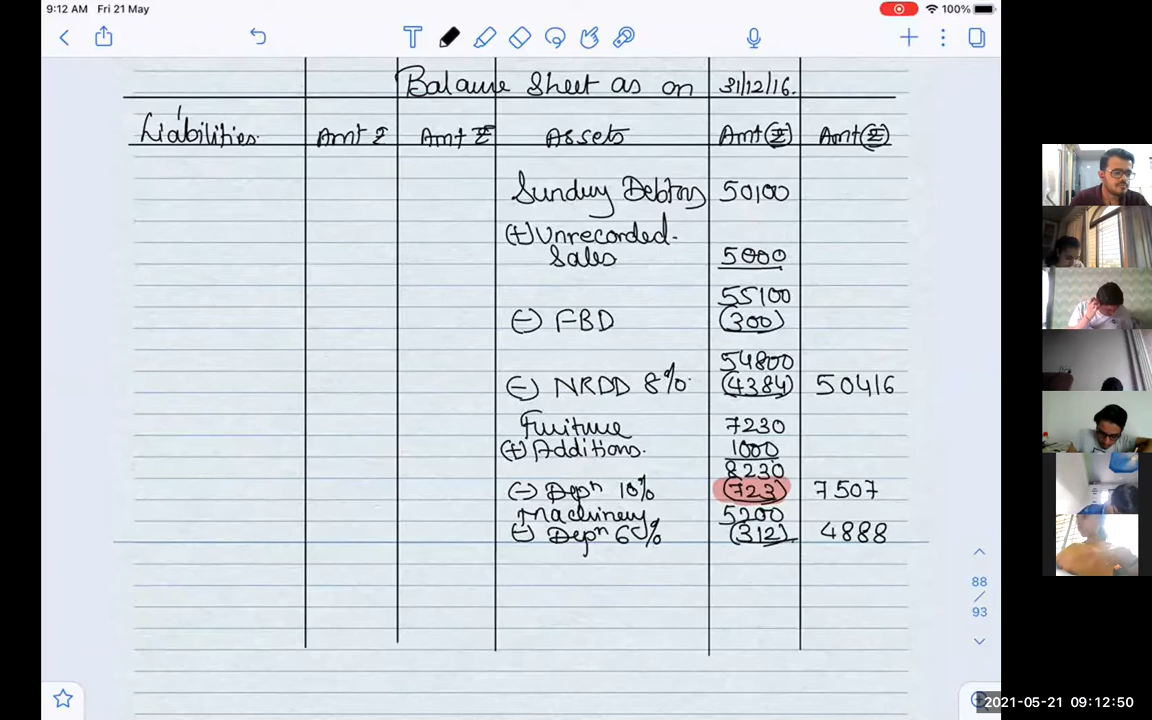 9:12 AM Fri 21 May
100%
Balance Sheet as on 31/12/16.
Liabilities. Amt ₹ Amt ₹ Assets Amt (₹) Amt (₹)
Sundry Debtors 50100
(+) Unrecorded.
Sales 5000
55100
(-) FBD (300)
54800
(-) NRDD 8% (4384) 50416
Furniture 7230
(+) Additions. 1000
8230
(-) Depn 10% (723) 7507
Machinery 5200
(-) Depn 6% (312) 4888
88
/
93
2021-05-21 09:12:50